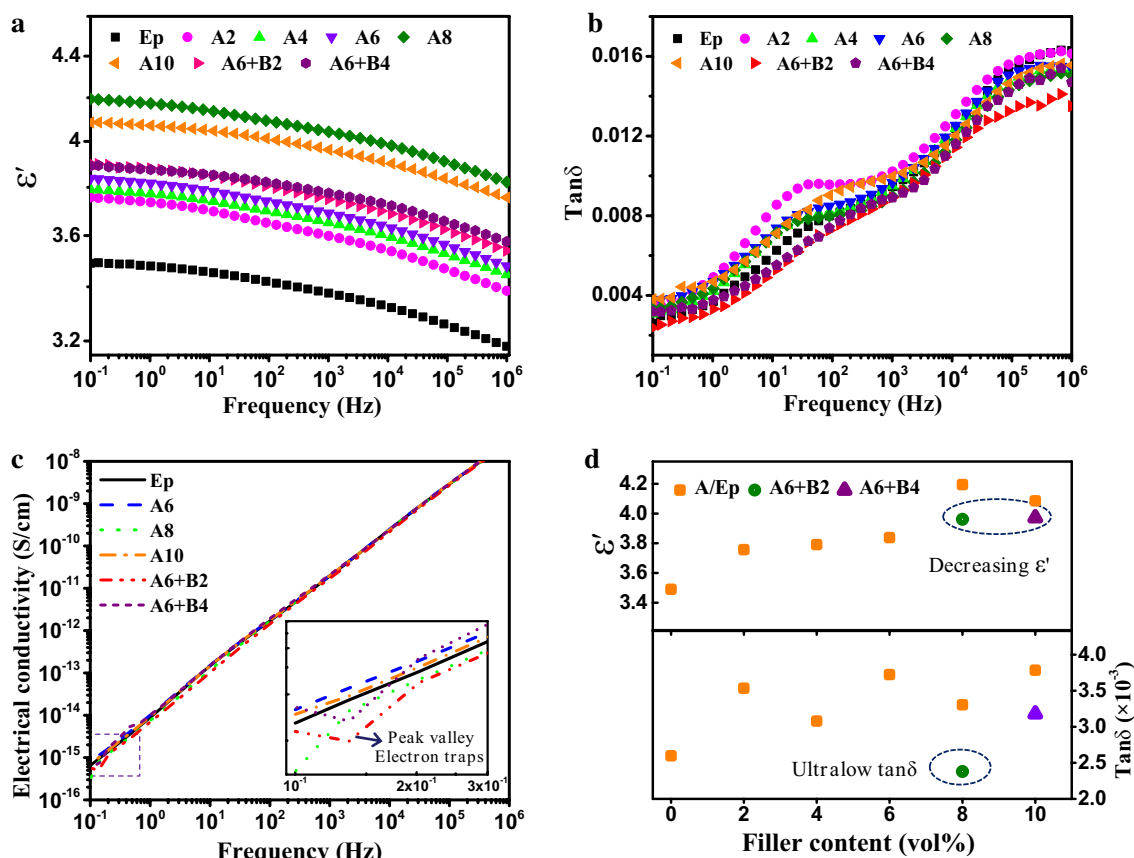 a
4.4
4
3.6
3.2
ε′
Ep A2 A4 A6 A8
A10 A6+B2 A6+B4
10⁻¹ 10⁰ 10¹ 10² 10³ 10⁴ 10⁵ 10⁶
Frequency (Hz)
b
0.016
0.012
0.008
0.004
Tanδ
Ep A2 A4 A6 A8
A10 A6+B2 A6+B4
10⁻¹ 10⁰ 10¹ 10² 10³ 10⁴ 10⁵ 10⁶
Frequency (Hz)
c
10⁻⁸
10⁻⁹
10⁻¹⁰
10⁻¹¹
10⁻¹²
10⁻¹³
10⁻¹⁴
10⁻¹⁵
10⁻¹⁶
Electrical conductivity (S/cm)
Ep
A6
A8
A10
A6+B2
A6+B4
Peak valley
Electron traps
10⁻¹ 2x10⁻¹ 3x10⁻¹
10⁻¹ 10⁰ 10¹ 10² 10³ 10⁴ 10⁵ 10⁶
Frequency (Hz)
d
4.2
4.0
3.8
3.6
3.4
ε′
A/Ep A6+B2 A6+B4
Decreasing ε′
4.0
3.5
3.0
2.5
2.0
Tanδ (×10⁻³)
Ultralow tanδ
0 2 4 6 8 10
Filler content (vol%)